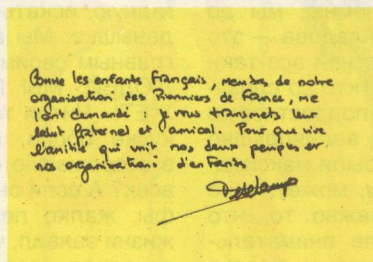 Comme les enfants français, membres de notre
organisation des Pionniers de France, me
l'ont demandé je vous transmets leur
salut fraternel et amical. Pour que vive
l'amitié qui unit nos deux peuples et
nos organisations d'enfants